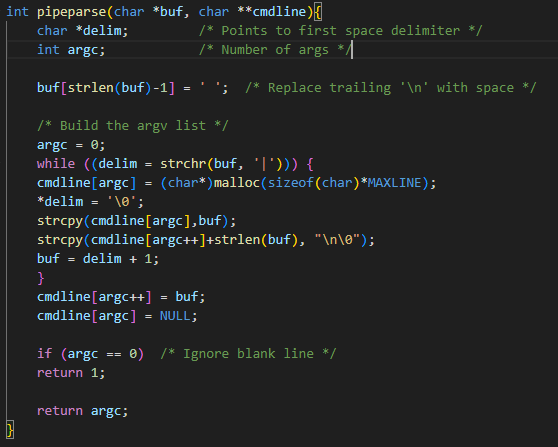 int pipeparse(char *buf, char **cmdline){
    char *delim;         /* Points to first space delimiter */
    int argc;            /* Number of args */

    buf[strlen(buf)-1] = ' ';  /* Replace trailing '\n' with space */

    /* Build the argv list */
    argc = 0;
    while ((delim = strchr(buf, '|'))) {
    cmdline[argc] = (char*)malloc(sizeof(char)*MAXLINE);
    *delim = '\0';
    strcpy(cmdline[argc],buf);
    strcpy(cmdline[argc++]+strlen(buf), "\n\0");
    buf = delim + 1;
    }
    cmdline[argc++] = buf;
    cmdline[argc] = NULL;

    if (argc == 0)  /* Ignore blank line */
    return 1;

    return argc;
}